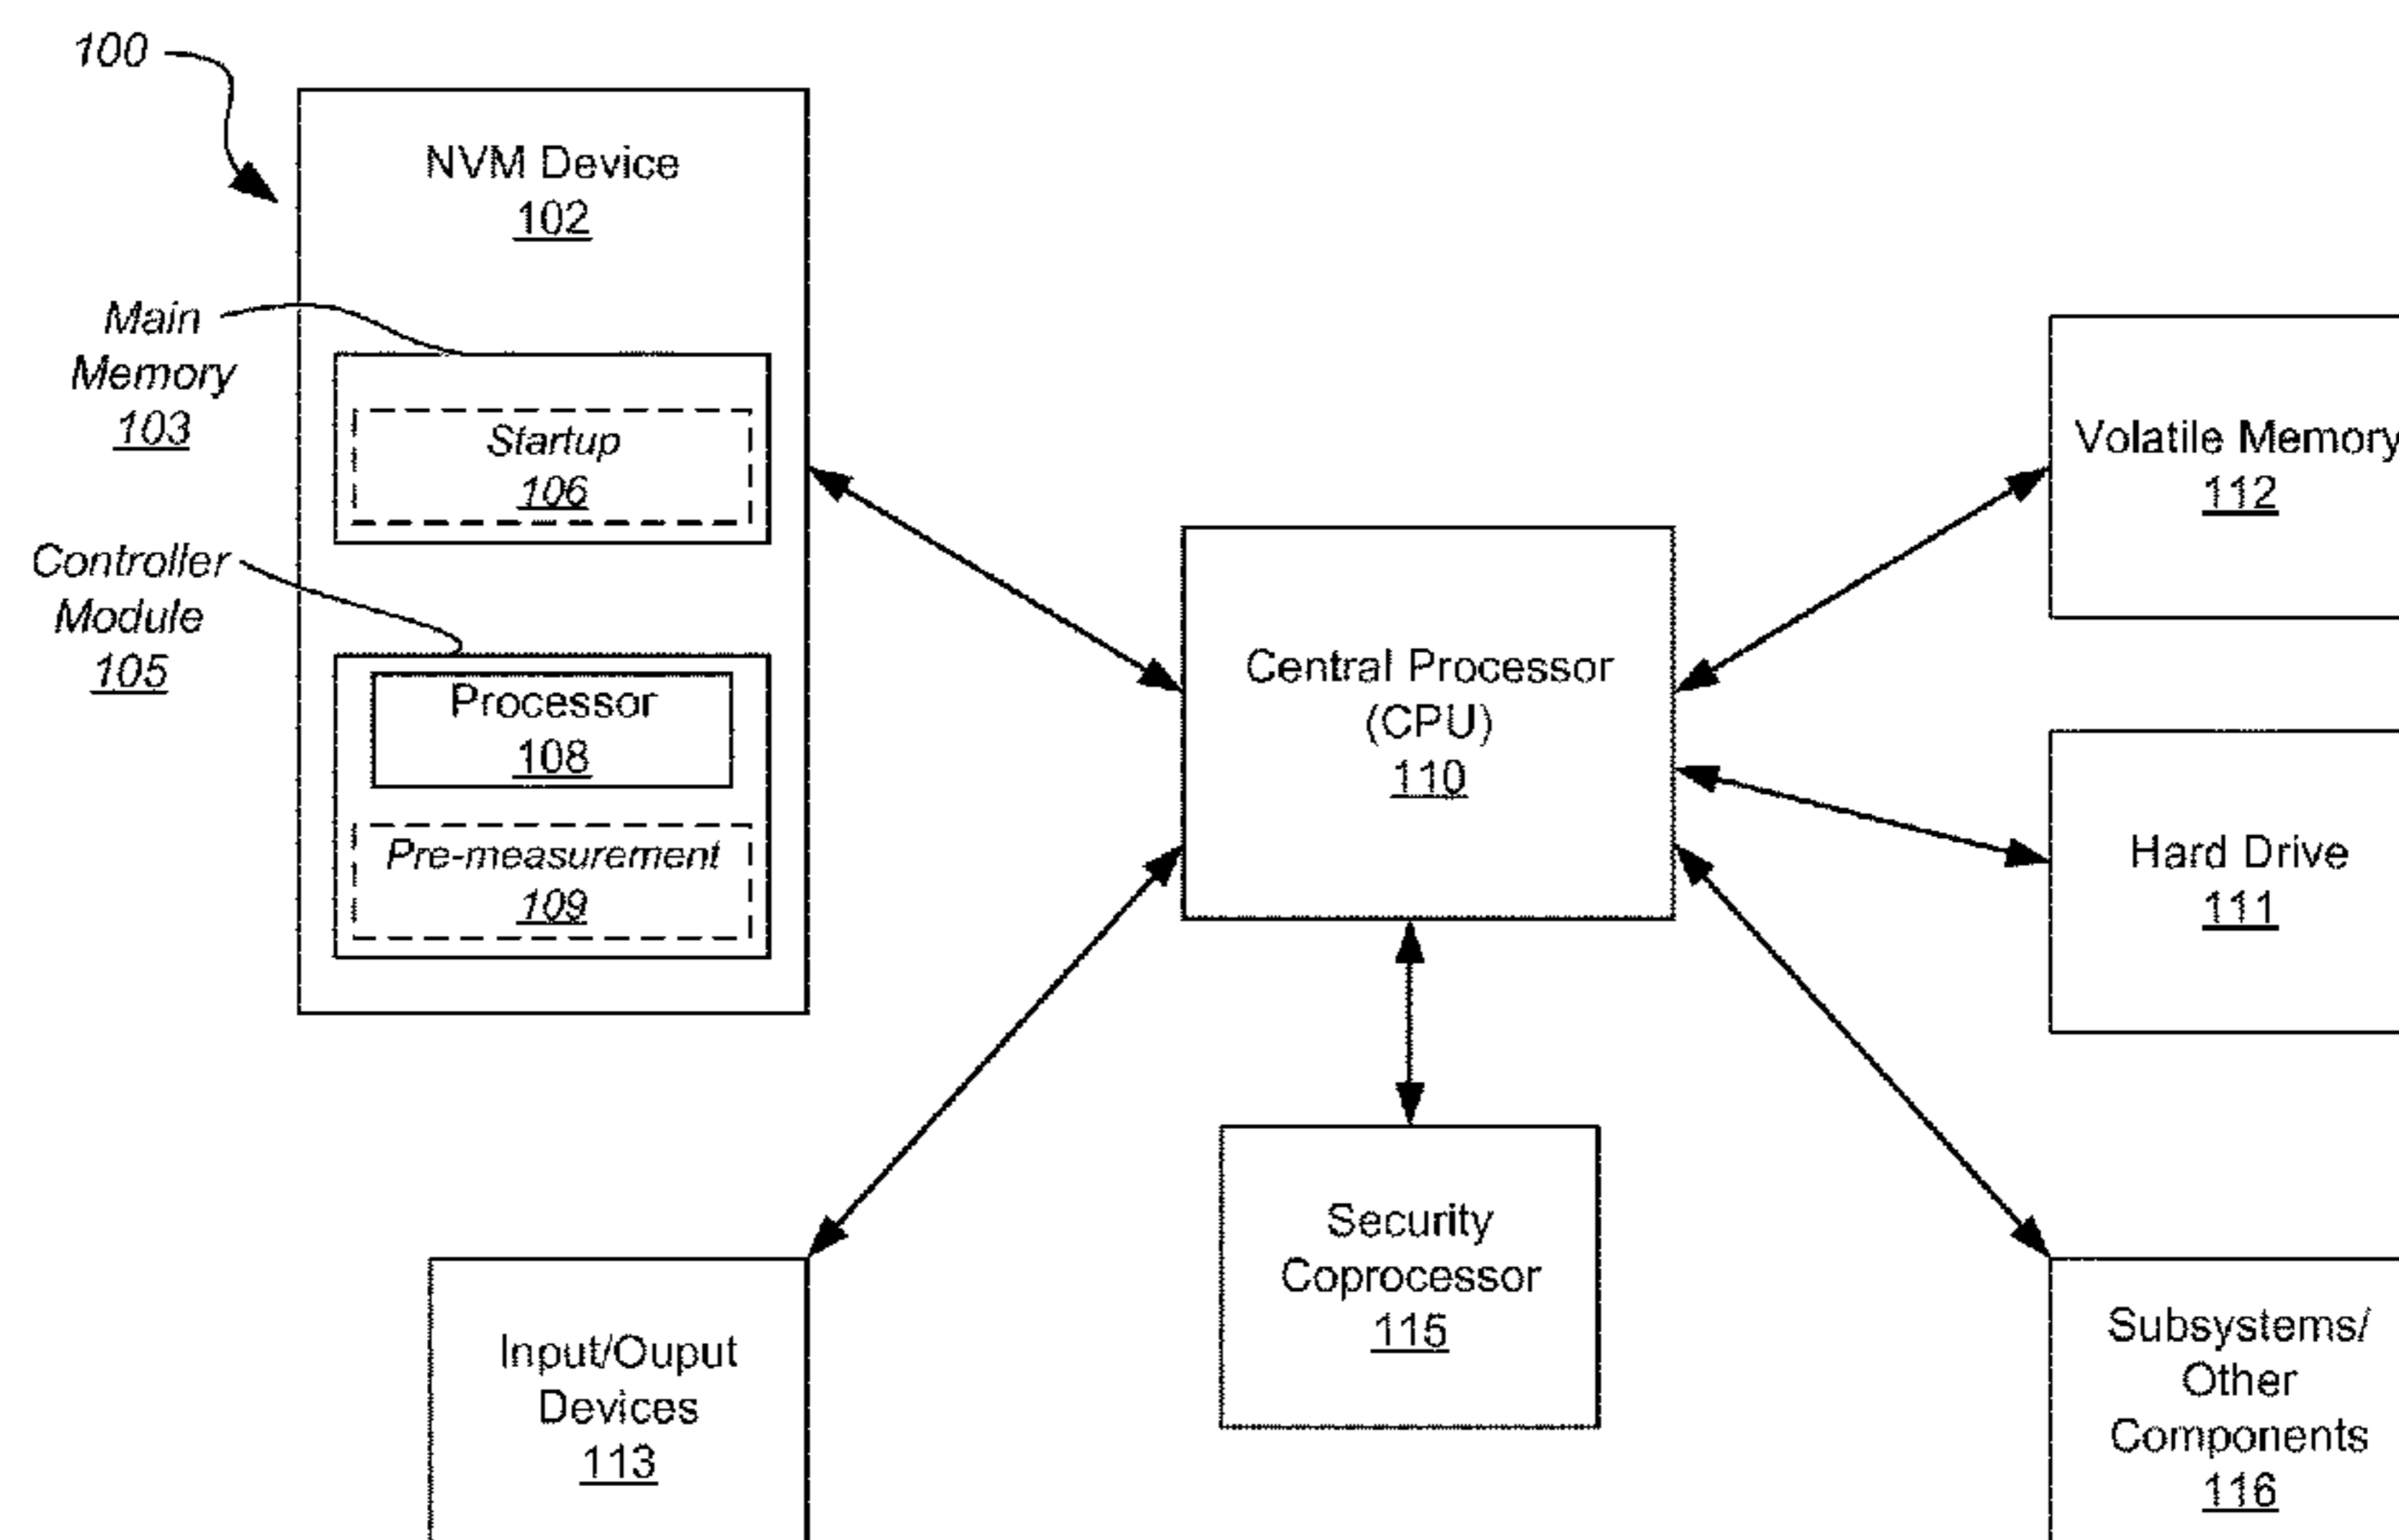 100
NVM Device
102
Main
Memory
103
Startup
106
Controller
Module
105
Processor
108
Pre-measurement
109
Central Processor
(CPU)
110
Volatile Memory
112
Hard Drive
111
Security
Coprocessor
115
Input/Ouput
Devices
113
Subsystems/
Other
Components
116